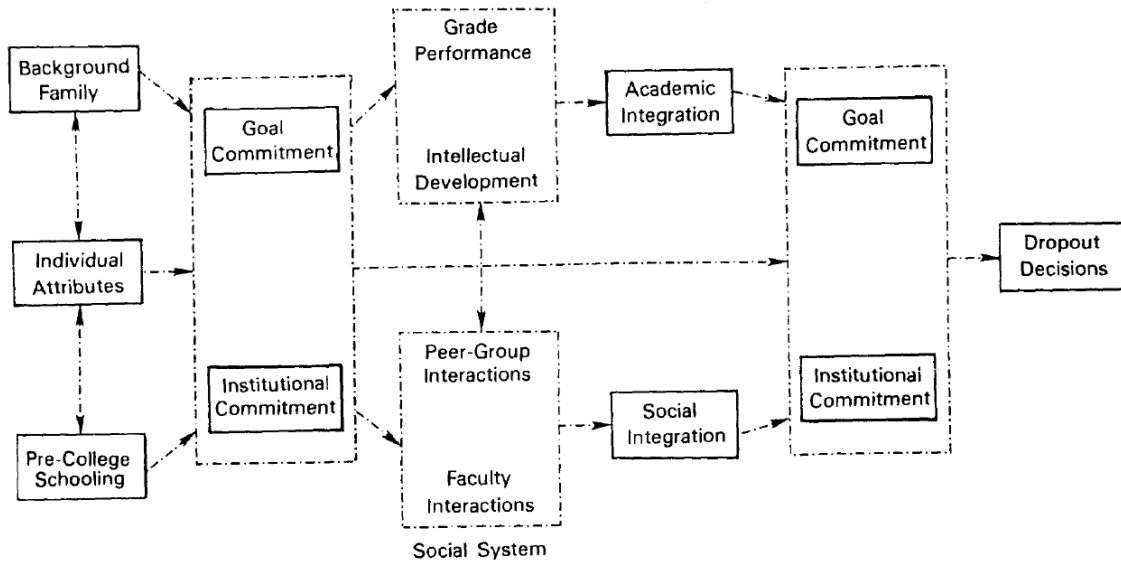 Background
Family
Individual
Attributes
Pre-College
Schooling
Goal
Commitment
Institutional
Commitment
Grade
Performance
Intellectual
Development
Peer-Group
Interactions
Faculty
Interactions
Social System
Academic
Integration
Social
Integration
Goal
Commitment
Institutional
Commitment
Dropout
Decisions